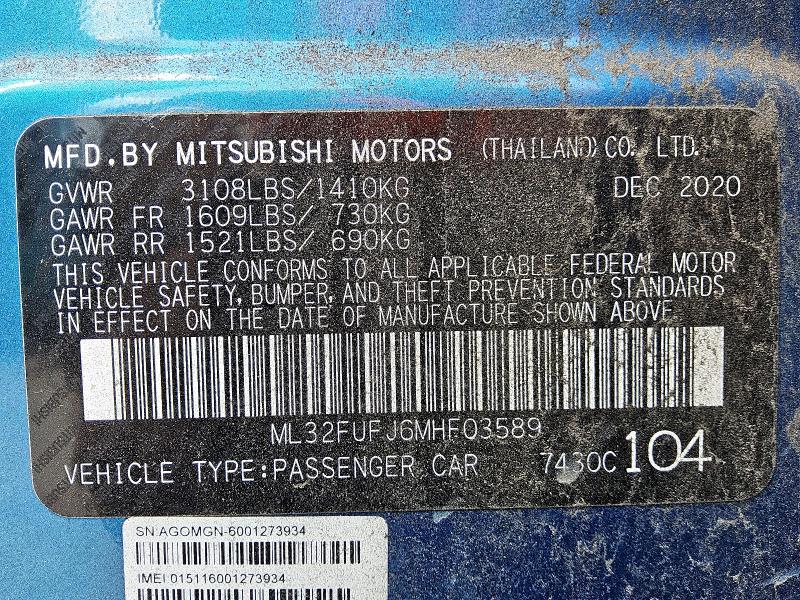 MFD.BY MITSUBISHI MOTORS (THAILAND) CO. LTD.
GVWR 3108LBS/1410KG DEC 2020
GAWR FR 1609LBS/ 730KG
GAWR RR 1521LBS/ 690KG
THIS VEHICLE CONFORMS TO ALL APPLICABLE FEDERAL MOTOR
VEHICLE SAFETY, BUMPER, AND THEFT PREVENTION STANDARDS
IN EFFECT ON THE DATE OF MANUFACTURE SHOWN ABOVE
ML32FUFJ6MHF03589
VEHICLE TYPE:PASSENGER CAR 7430C 104
SN:AGOMGN-6001273934
IMEI 015116001273934